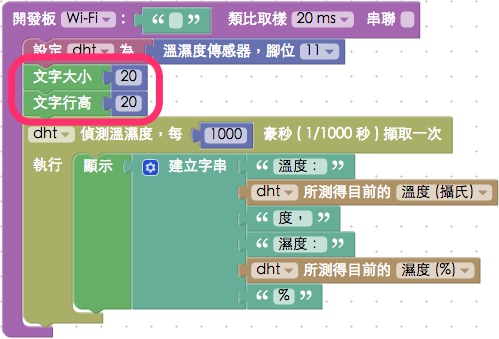 開發板 Wi-Fi : “ ” 類比取樣 20 ms 串聯
設定 dht 為 溫濕度傳感器，腳位 11
文字大小 20
文字行高 20
dht 偵測溫濕度，每 1000 豪秒 ( 1/1000 秒 ) 擷取一次
執行 顯示 建立字串 “ 溫度： ”
dht 所測得目前的 溫度 (攝氏)
“ 度， ”
“ 濕度： ”
dht 所測得目前的 濕度 (%)
“ % ”